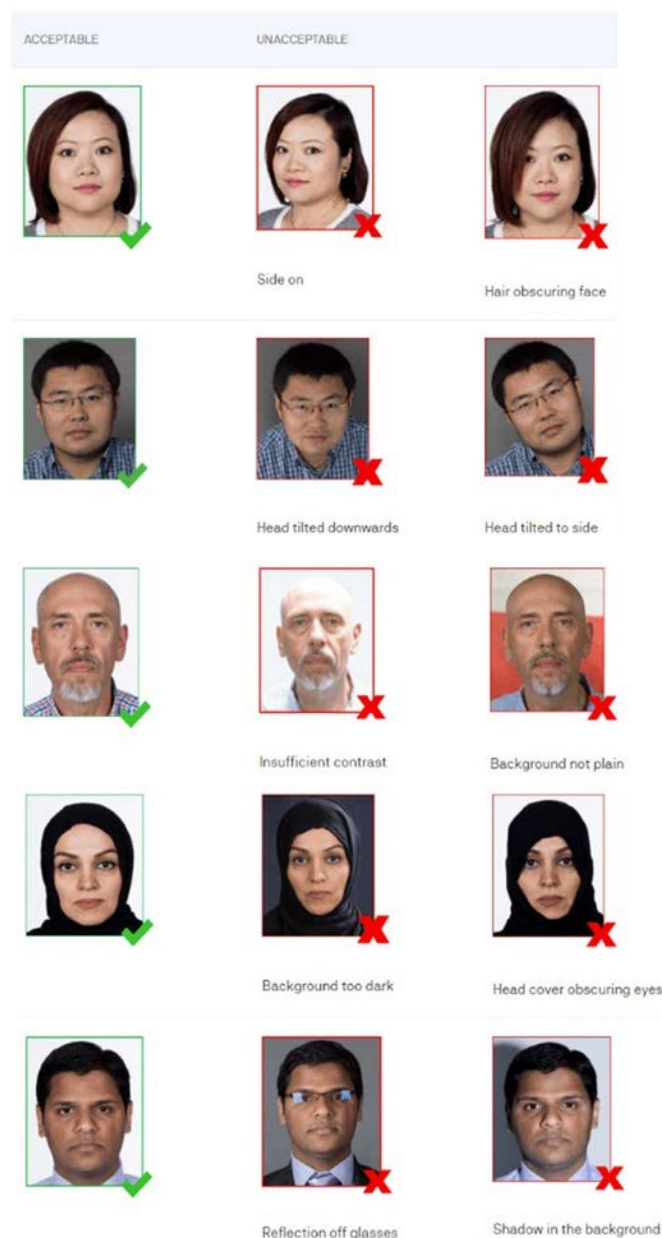 ACCEPTABLE UNACCEPTABLE
Side on Hair obscuring face
Head tilted downwards Head tilted to side
Insufficient contrast Background not plain
Background too dark Head cover obscuring eyes
Reflection off glasses Shadow in the background